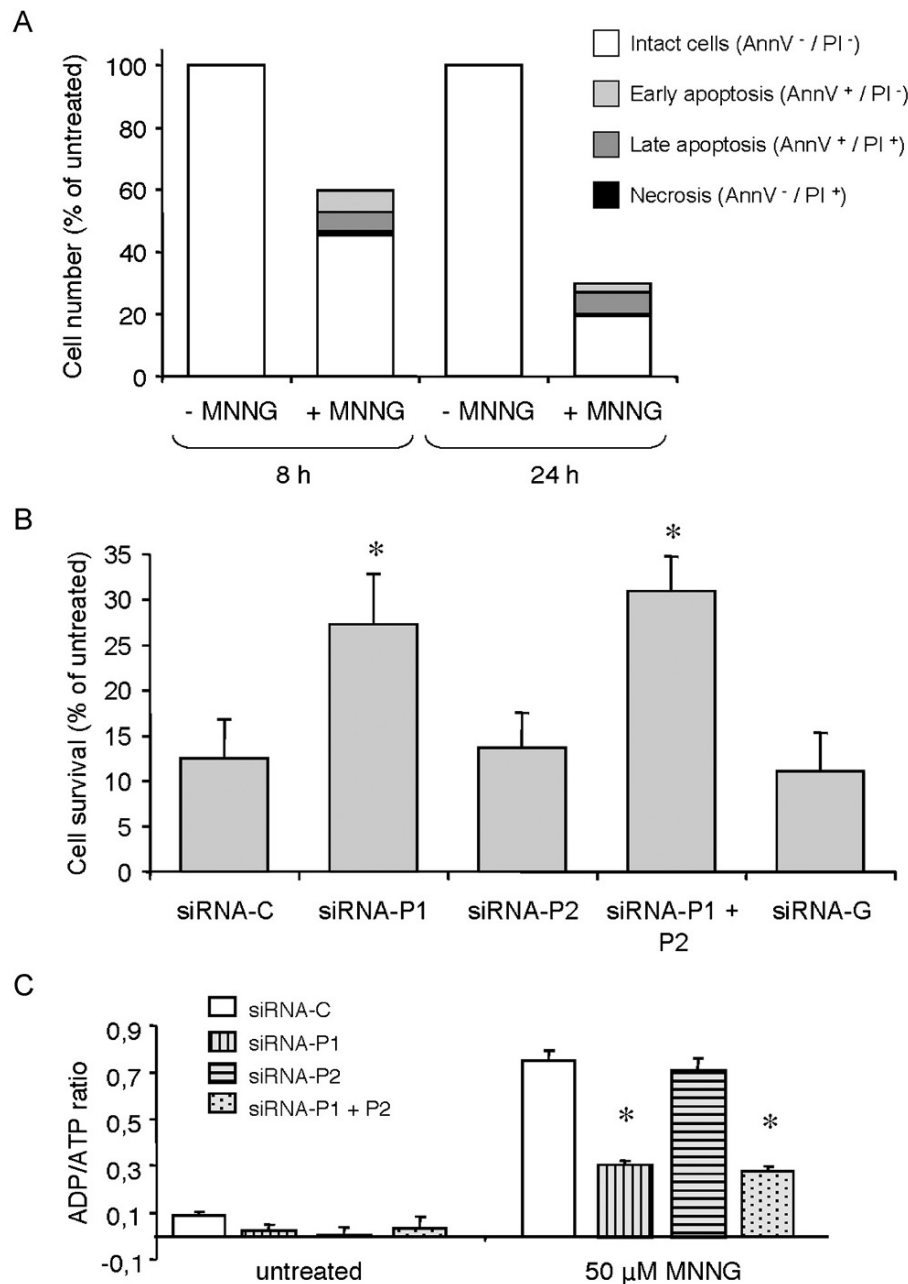 A
Cell number (% of untreated)
100
80
60
40
20
0
- MNNG
+ MNNG
- MNNG
+ MNNG
8 h
24 h
Intact cells (AnnV - / PI -)
Early apoptosis (AnnV + / PI -)
Late apoptosis (AnnV + / PI +)
Necrosis (AnnV - / PI +)
B
Cell survival (% of untreated)
35
30
25
20
15
10
5
0
*
*
siRNA-C
siRNA-P1
siRNA-P2
siRNA-P1 +
P2
siRNA-G
C
ADP/ATP ratio
0,9
0,7
0,5
0,3
0,1
-0,1
siRNA-C
siRNA-P1
siRNA-P2
siRNA-P1 + P2
*
*
untreated
50 µM MNNG